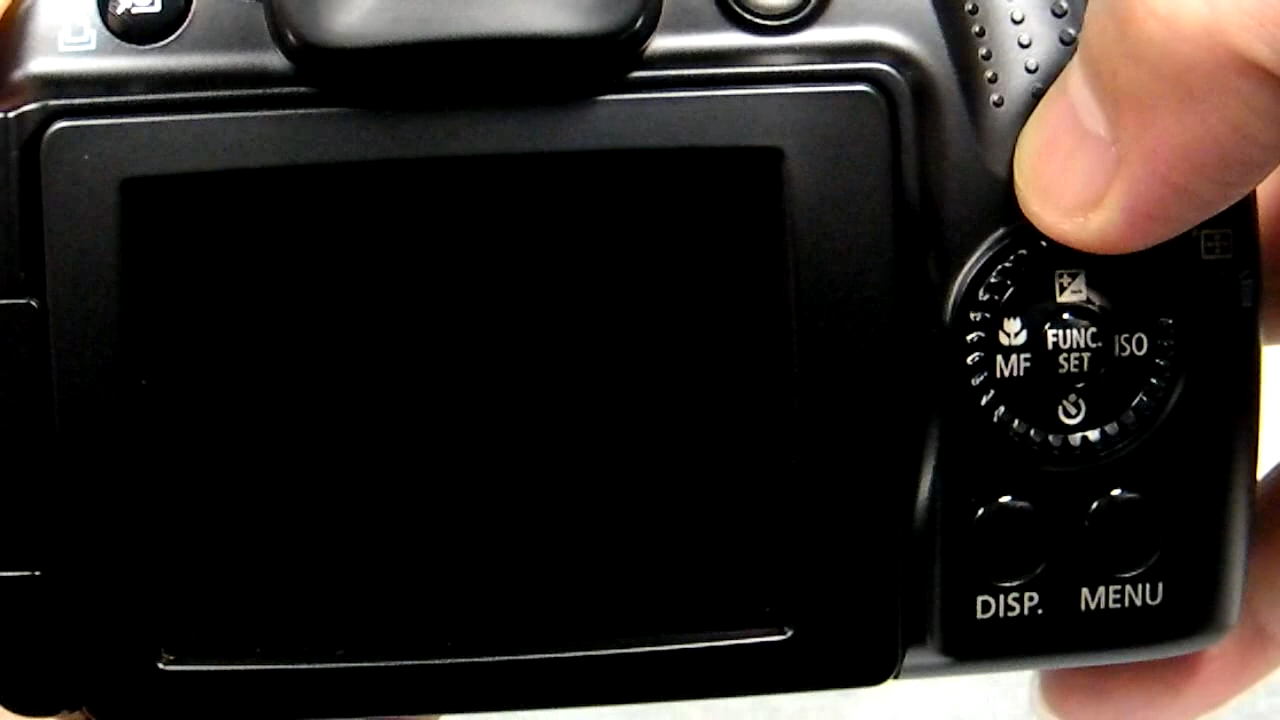 MF
FUNC.
SET
ISO
DISP. MENU